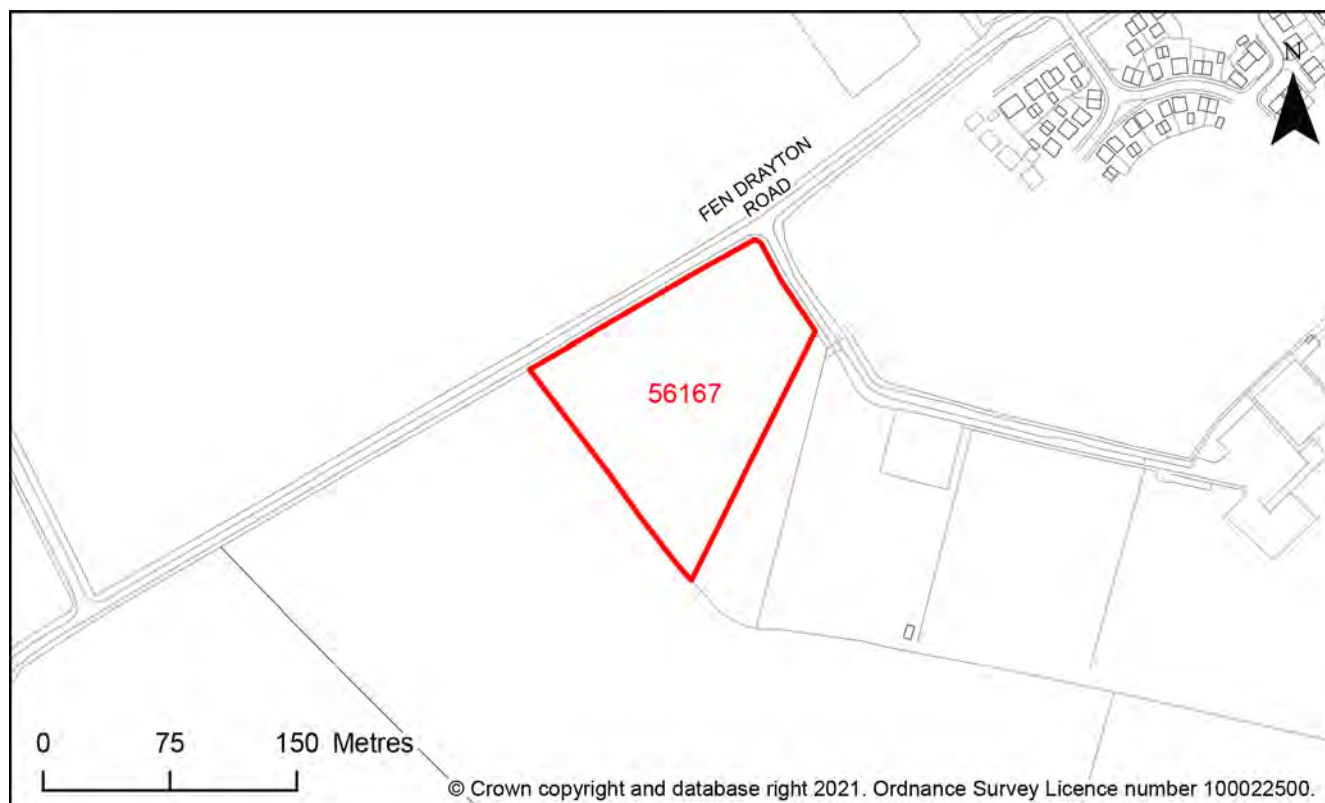 N
FEN DRAYTON
ROAD
56167
0 75 150 Metres
© Crown copyright and database right 2021. Ordnance Survey Licence number 100022500.